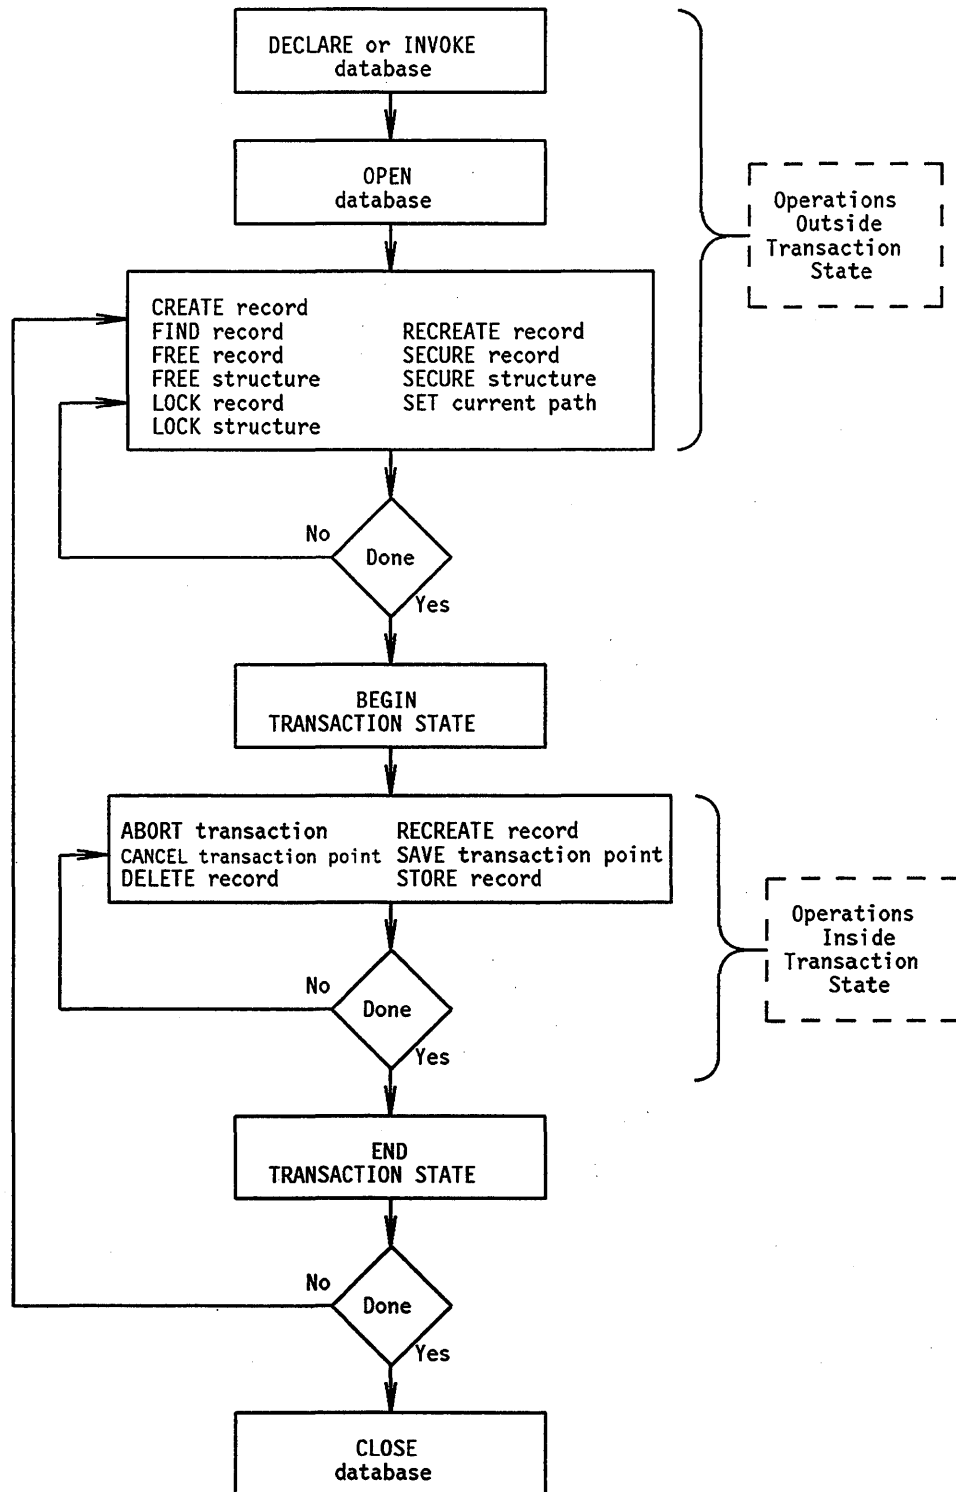 DECLARE or INVOKE
database
OPEN
database
Operations
Outside
Transaction
State
CREATE record
FIND record
FREE record
FREE structure
LOCK record
LOCK structure
RECREATE record
SECURE record
SECURE structure
SET current path
No
Done
Yes
BEGIN
TRANSACTION STATE
ABORT transaction
CANCEL transaction point
DELETE record
RECREATE record
SAVE transaction point
STORE record
Operations
Inside
Transaction
State
No
Done
Yes
END
TRANSACTION STATE
No
Done
Yes
CLOSE
database